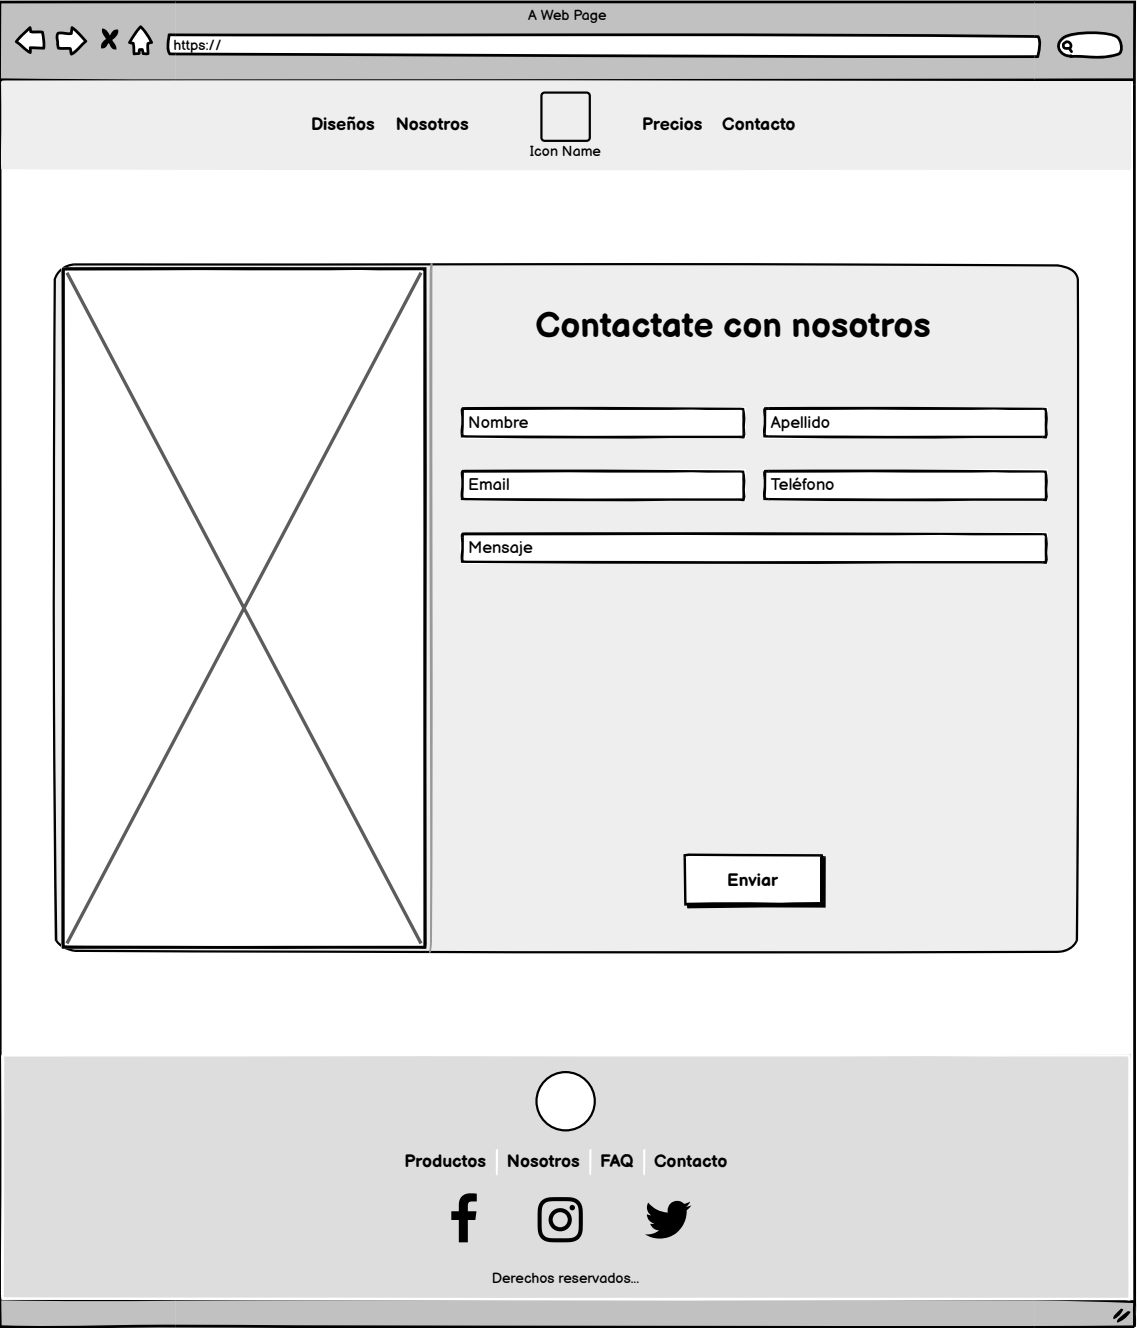 A Web Page
https://
Diseños Nosotros Icon Name Precios Contacto
Contactate con nosotros
Nombre Apellido
Email Teléfono
Mensaje
Enviar
Productos Nosotros FAQ Contacto
Derechos reservados...